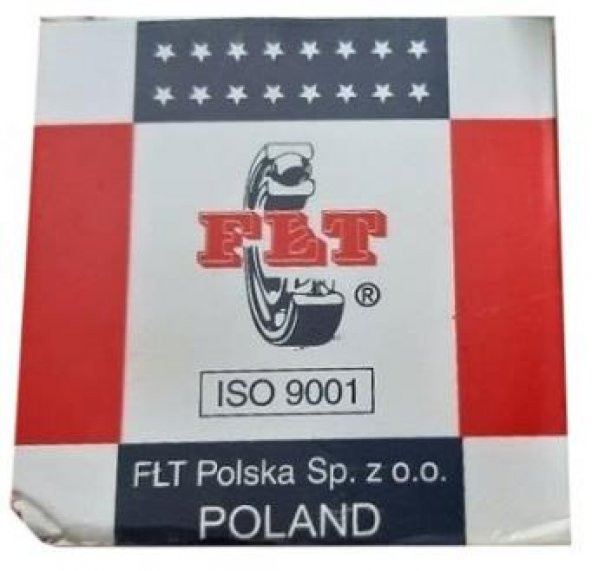 FŁT
®
ISO 9001
FŁT Polska Sp. z o.o.
POLAND